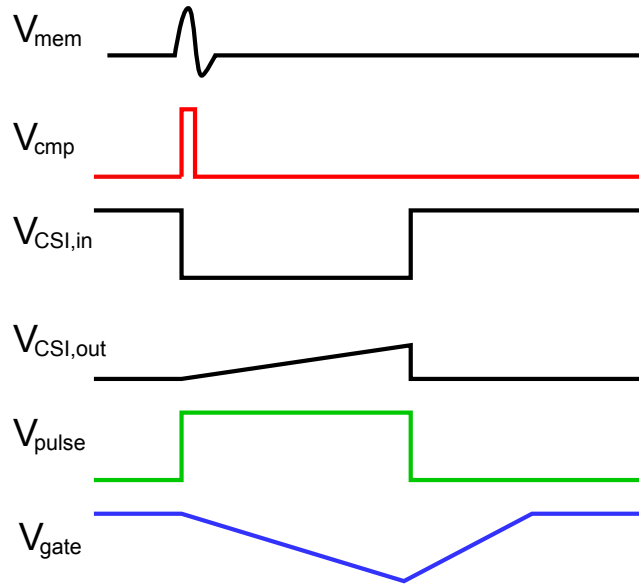 Vmem
Vcmp
VCSI,in
VCSI,out
Vpulse
Vgate